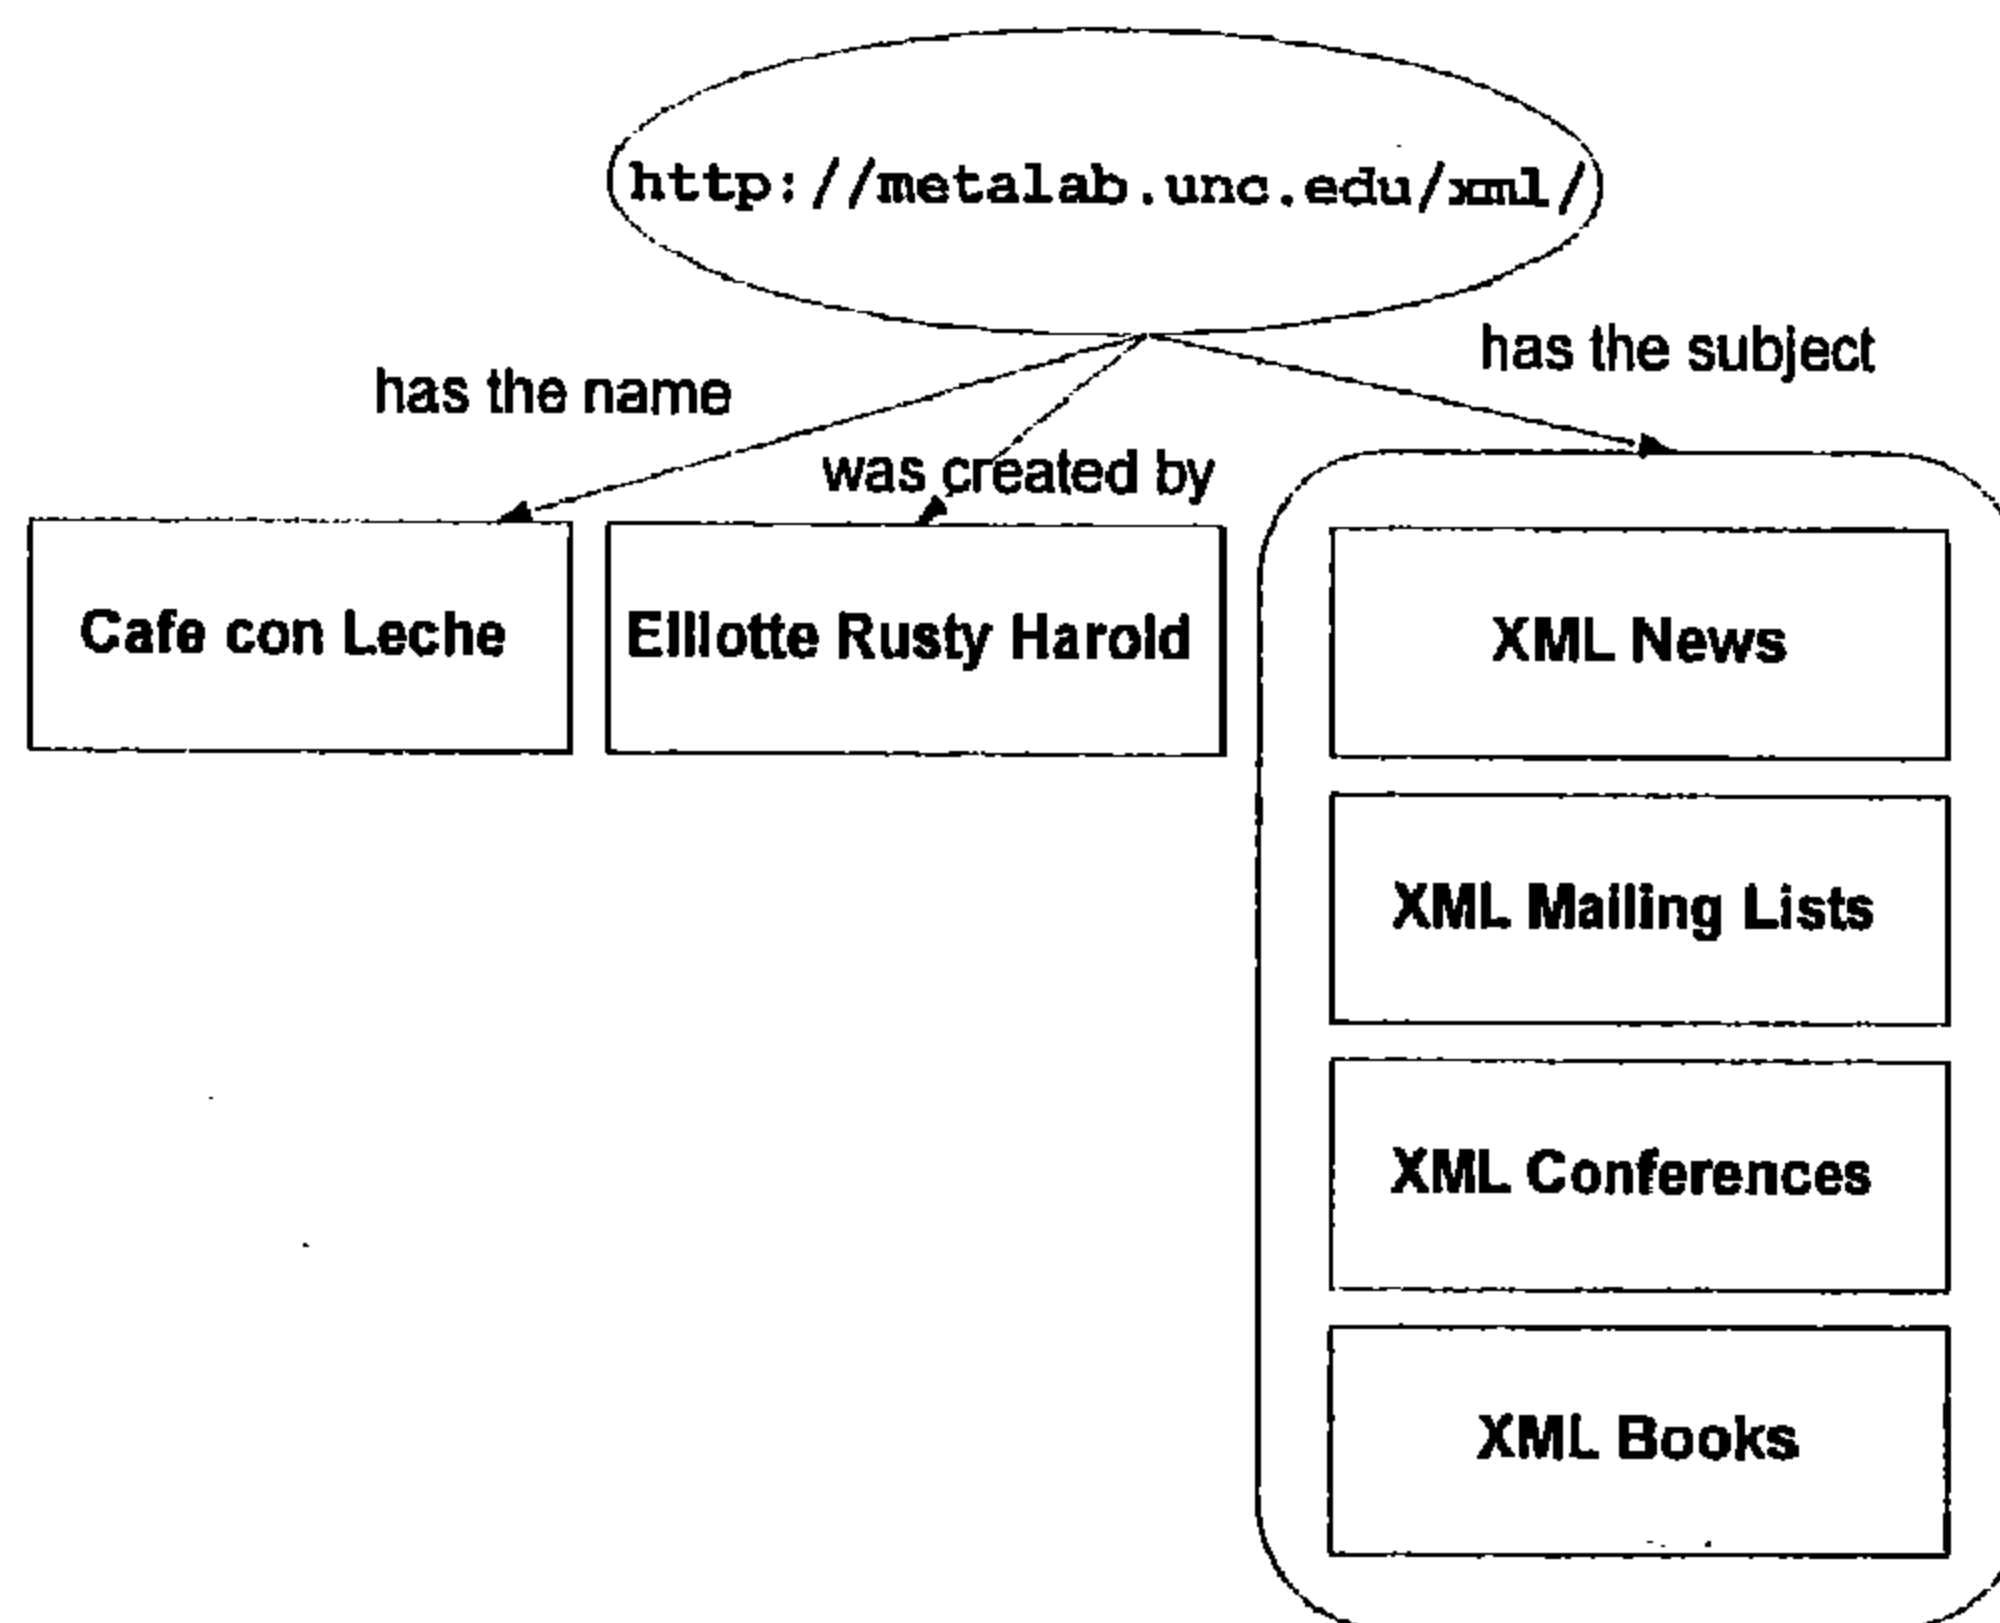 http://metalab.unc.edu/xml/
has the subject
has the name
was created by
Cafe con Leche
Elliotte Rusty Harold
XML News
XML Mailing Lists
XML Conferences
XML Books